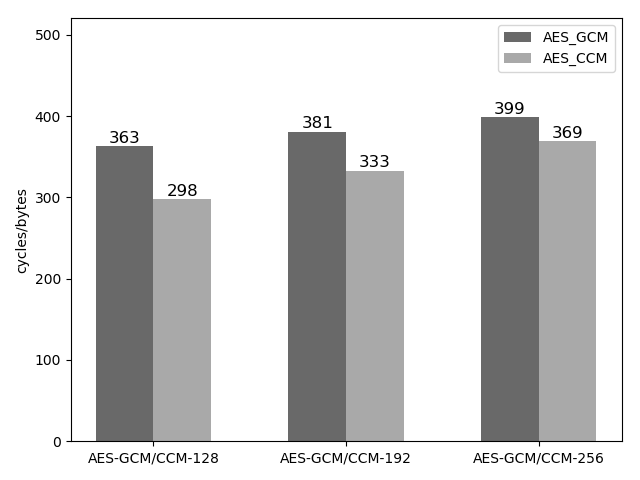 500
400
300
200
100
0
cycles/bytes
AES_GCM
AES_CCM
363
298
381
333
399
369
AES-GCM/CCM-128
AES-GCM/CCM-192
AES-GCM/CCM-256